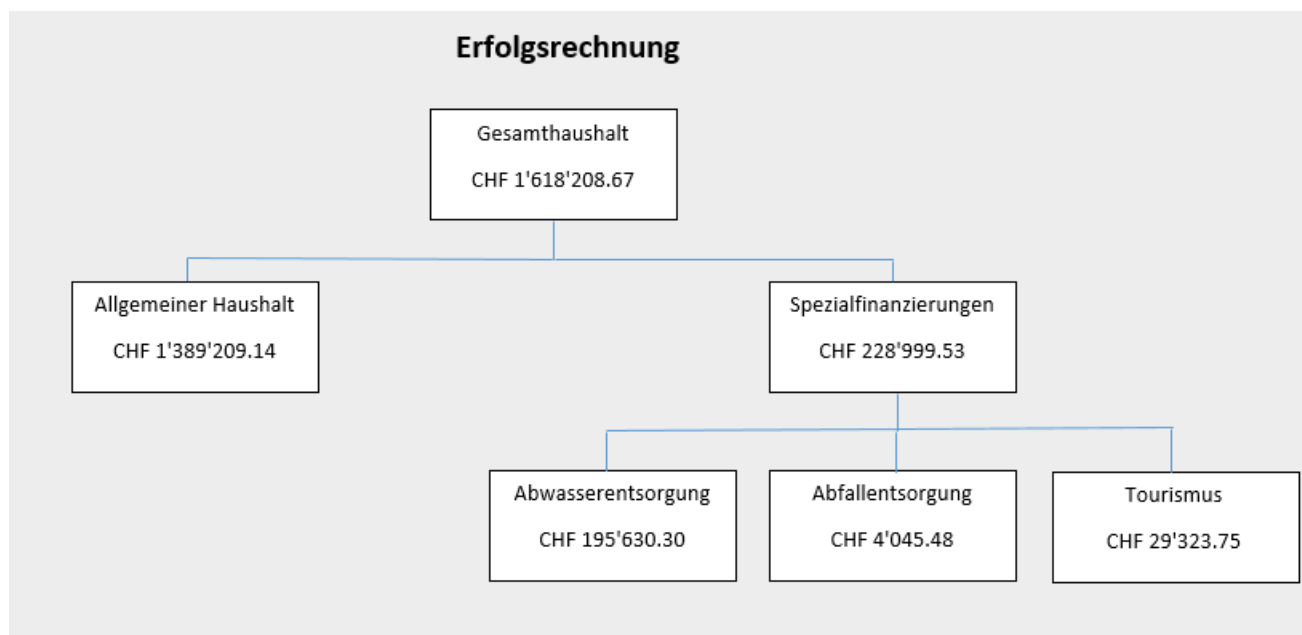 Erfolgsrechnung
Gesamthaushalt
CHF 1'618'208.67
Allgemeiner Haushalt
CHF 1'389'209.14
Spezialfinanzierungen
CHF 228'999.53
Abwasserentsorgung
CHF 195'630.30
Abfallentsorgung
CHF 4'045.48
Tourismus
CHF 29'323.75